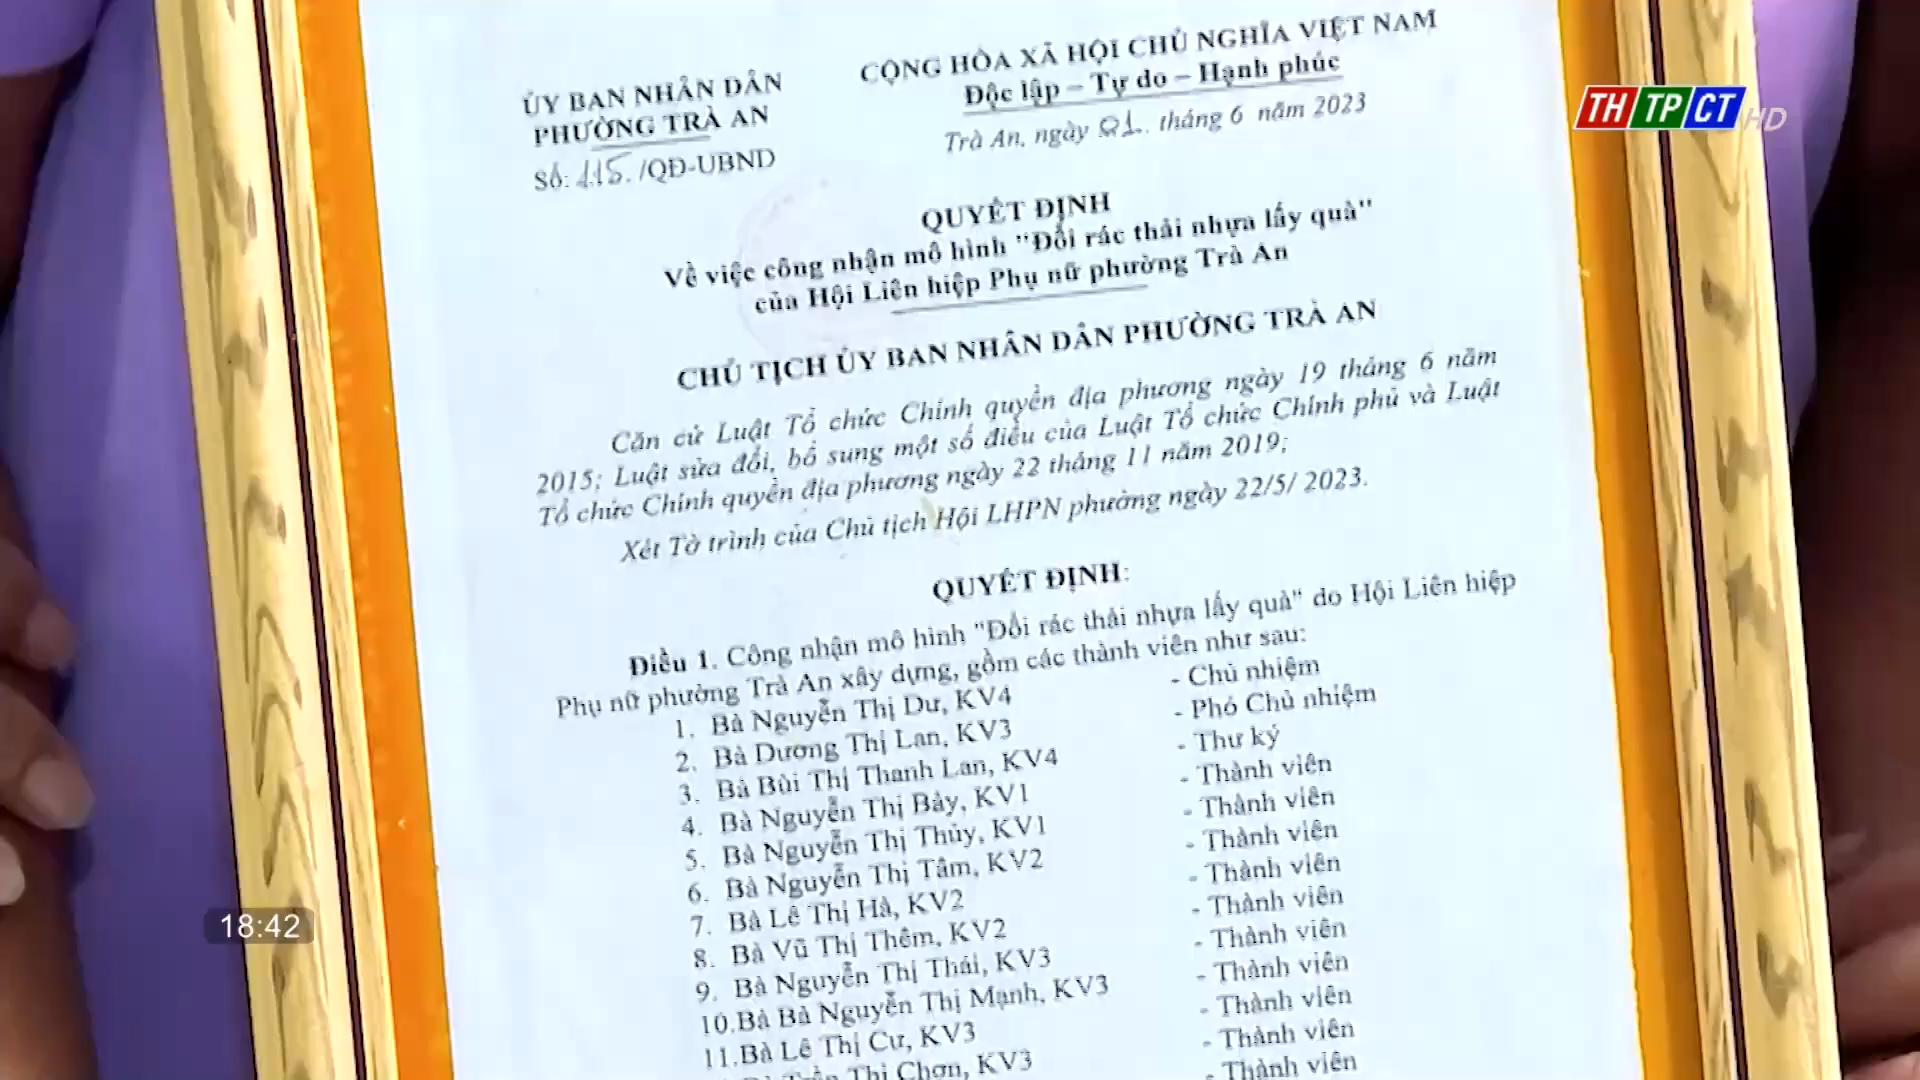 ỦY BAN NHÂN DÂN
PHƯỜNG TRÀ AN
Số: 115./QĐ-UBND
CỘNG HÒA XÃ HỘI CHỦ NGHĨA VIỆT NAM
Độc lập – Tự do – Hạnh phúc
Trà An, ngày 01.. tháng 6 năm 2023
THTPCT HD
QUYẾT ĐỊNH
Về việc công nhận mô hình "Đổi rác thải nhựa lấy quà"
của Hội Liên hiệp Phụ nữ phường Trà An
CHỦ TỊCH ỦY BAN NHÂN DÂN PHƯỜNG TRÀ AN
Căn cứ Luật Tổ chức Chính quyền địa phương ngày 19 tháng 6 năm
2015; Luật sửa đổi, bổ sung một số điều của Luật Tổ chức Chính phủ và Luật
Tổ chức Chính quyền địa phương ngày 22 tháng 11 năm 2019;
Xét Tờ trình của Chủ tịch Hội LHPN phường ngày 22/5/ 2023.
QUYẾT ĐỊNH:
Điều 1. Công nhận mô hình "Đổi rác thải nhựa lấy quà" do Hội Liên hiệp
Phụ nữ phường Trà An xây dựng, gồm các thành viên như sau:
1. Bà Nguyễn Thị Dư, KV4 - Chủ nhiệm
2. Bà Dương Thị Lan, KV3 - Phó Chủ nhiệm
3. Bà Bùi Thị Thanh Lan, KV4 - Thư ký
4. Bà Nguyễn Thị Bảy, KV1 - Thành viên
5. Bà Nguyễn Thị Thủy, KV1 - Thành viên
6. Bà Nguyễn Thị Tâm, KV2 - Thành viên
7. Bà Lê Thị Hà, KV2 - Thành viên
8. Bà Vũ Thị Thêm, KV2 - Thành viên
9. Bà Nguyễn Thị Thái, KV3 - Thành viên
10.Bà Bà Nguyễn Thị Mạnh, KV3 - Thành viên
11.Bà Lê Thị Cư, KV3 - Thành viên
Bà Trần Thị Chọn, KV3 - Thành viên
- Thành viên
18:42